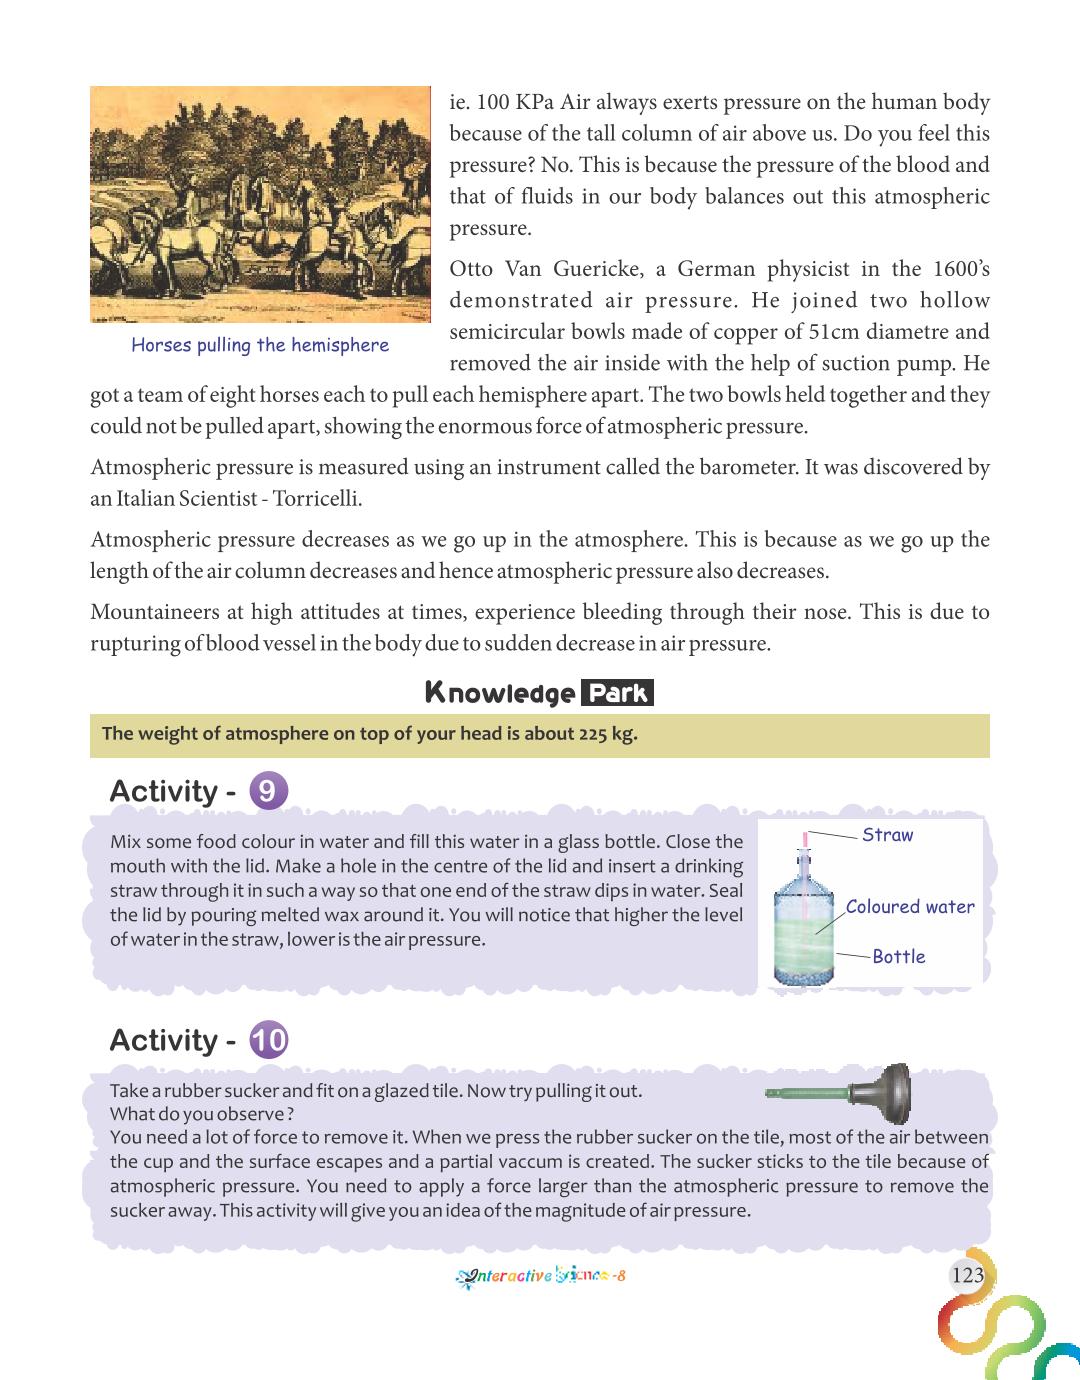 ie. 100 KPa Air always exerts pressure on the human body
because of the tall column of air above us. Do you feel this
pressure? No. This is because the pressure of the blood and
that of fluids in our body balances out this atmospheric
pressure.
Otto Van Guericke, a German physicist in the 1600’s
demonstrated air pressure. He joined two hollow
semicircular bowls made of copper of 51cm diametre and
removed the air inside with the help of suction pump. He
Horses pulling the hemisphere
got a team of eight horses each to pull each hemisphere apart. The two bowls held together and they
could not be pulled apart, showing the enormous force of atmospheric pressure.
Atmospheric pressure is measured using an instrument called the barometer. It was discovered by
an Italian Scientist - Torricelli.
Atmospheric pressure decreases as we go up in the atmosphere. This is because as we go up the
length of the air column decreases and hence atmospheric pressure also decreases.
Mountaineers at high attitudes at times, experience bleeding through their nose. This is due to
rupturing of blood vessel in the body due to sudden decrease in air pressure.
Knowledge Park
The weight of atmosphere on top of your head is about 225 kg.
Activity - 9
Mix some food colour in water and fill this water in a glass bottle. Close the
mouth with the lid. Make a hole in the centre of the lid and insert a drinking
straw through it in such a way so that one end of the straw dips in water. Seal
the lid by pouring melted wax around it. You will notice that higher the level
of water in the straw, lower is the air pressure.
Straw
Coloured water
Bottle
Activity - 10
Take a rubber sucker and fit on a glazed tile. Now try pulling it out.
What do you observe ?
You need a lot of force to remove it. When we press the rubber sucker on the tile, most of the air between
the cup and the surface escapes and a partial vaccum is created. The sucker sticks to the tile because of
atmospheric pressure. You need to apply a force larger than the atmospheric pressure to remove the
sucker away. This activity will give you an idea of the magnitude of air pressure.
Interactive Science -8
123